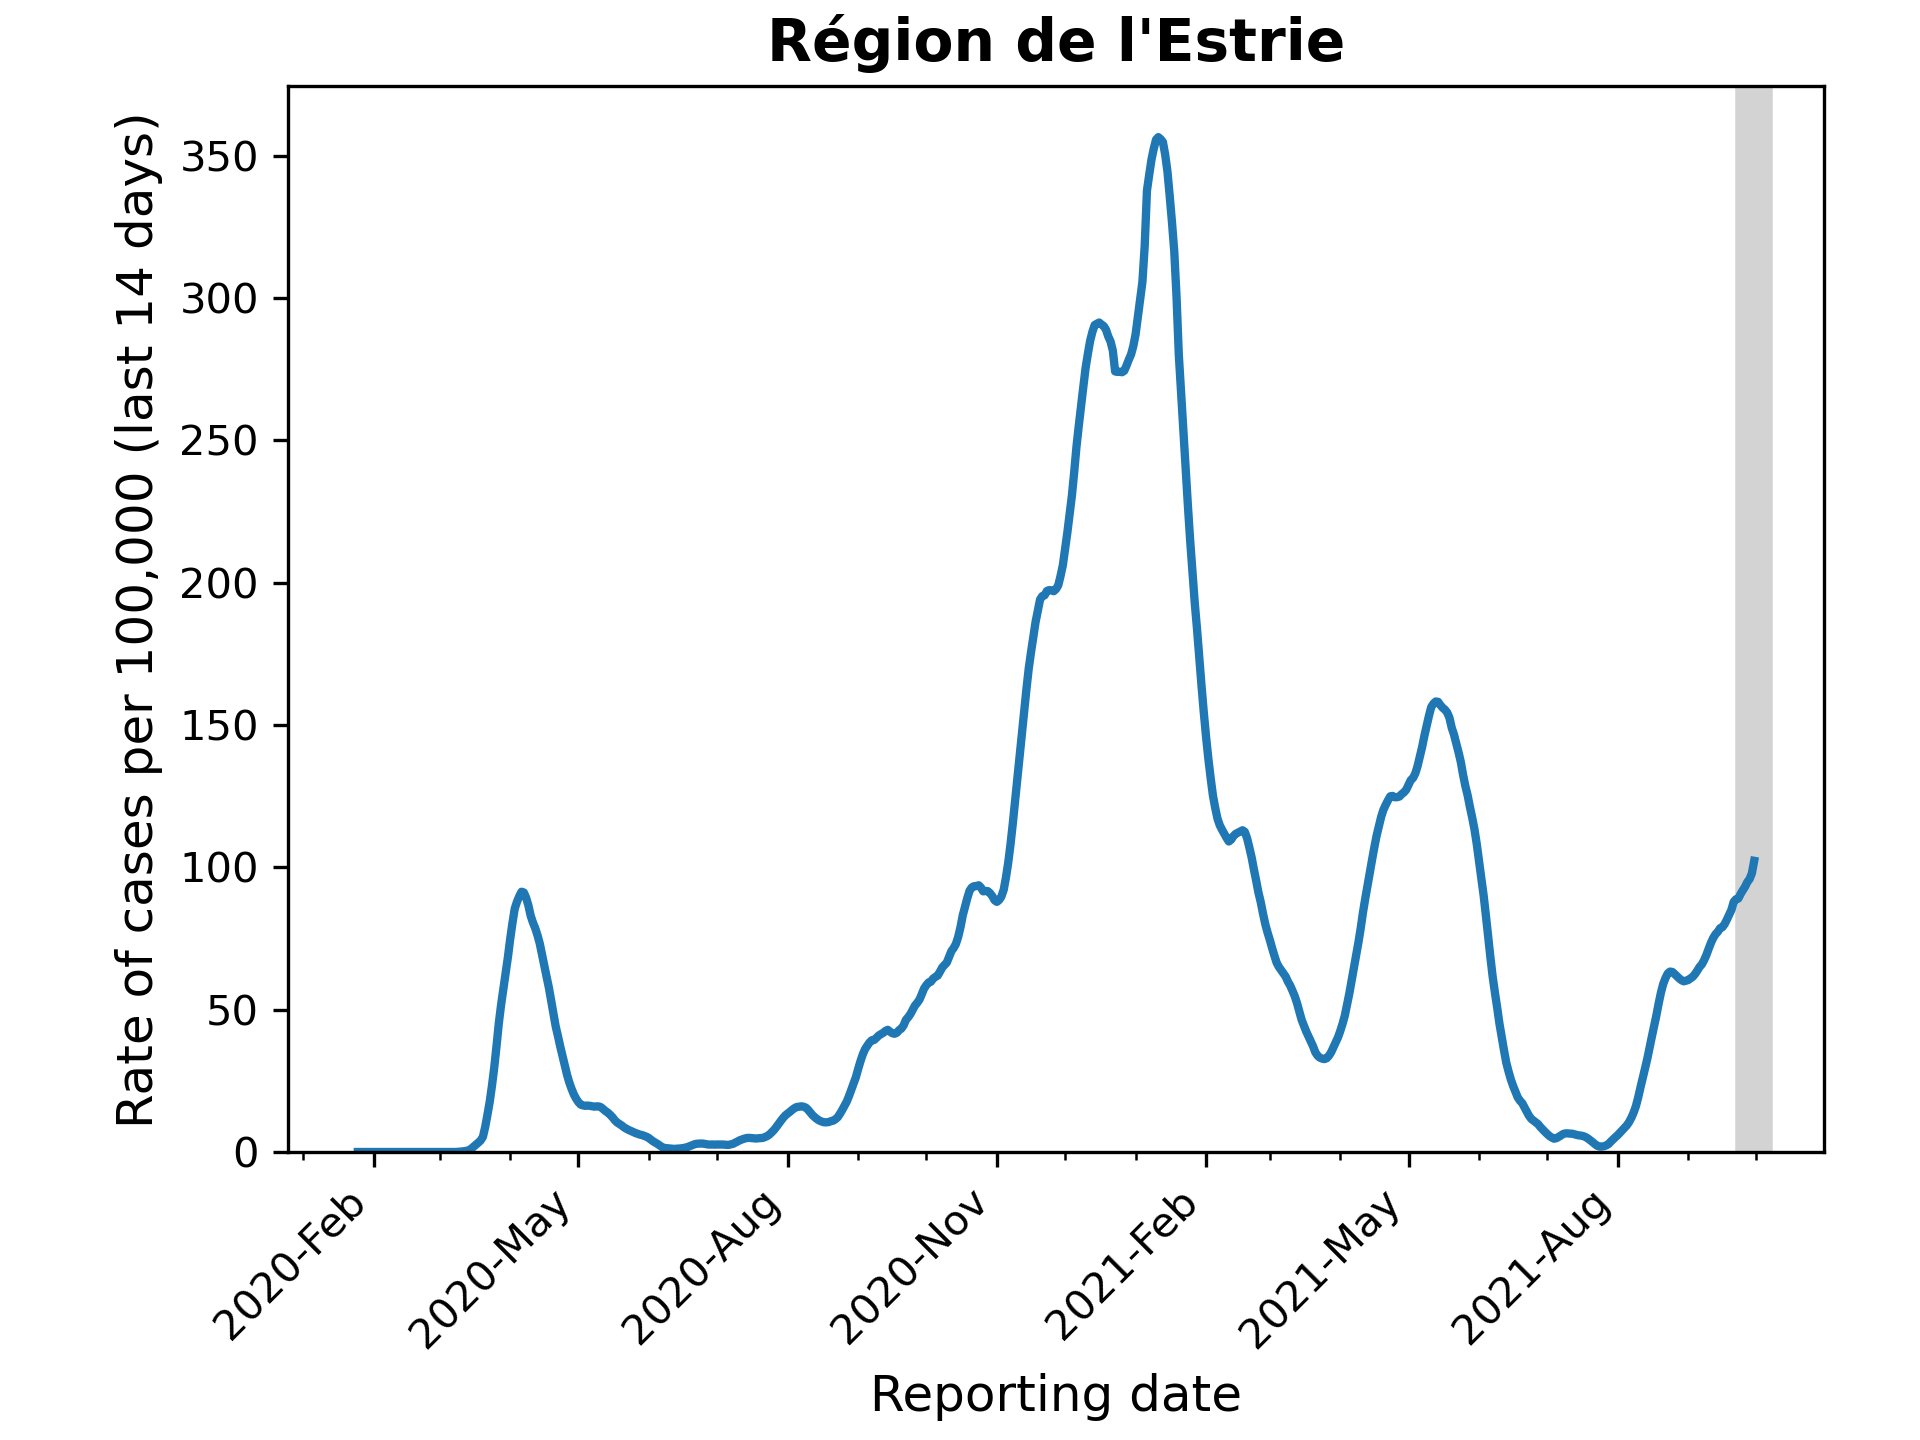 Région de l'Estrie
Rate of cases per 100,000 (last 14 days)
350
300
250
200
150
100
50
0
2020-Feb
2020-May
2020-Aug
2020-Nov
2021-Feb
2021-May
2021-Aug
Reporting date